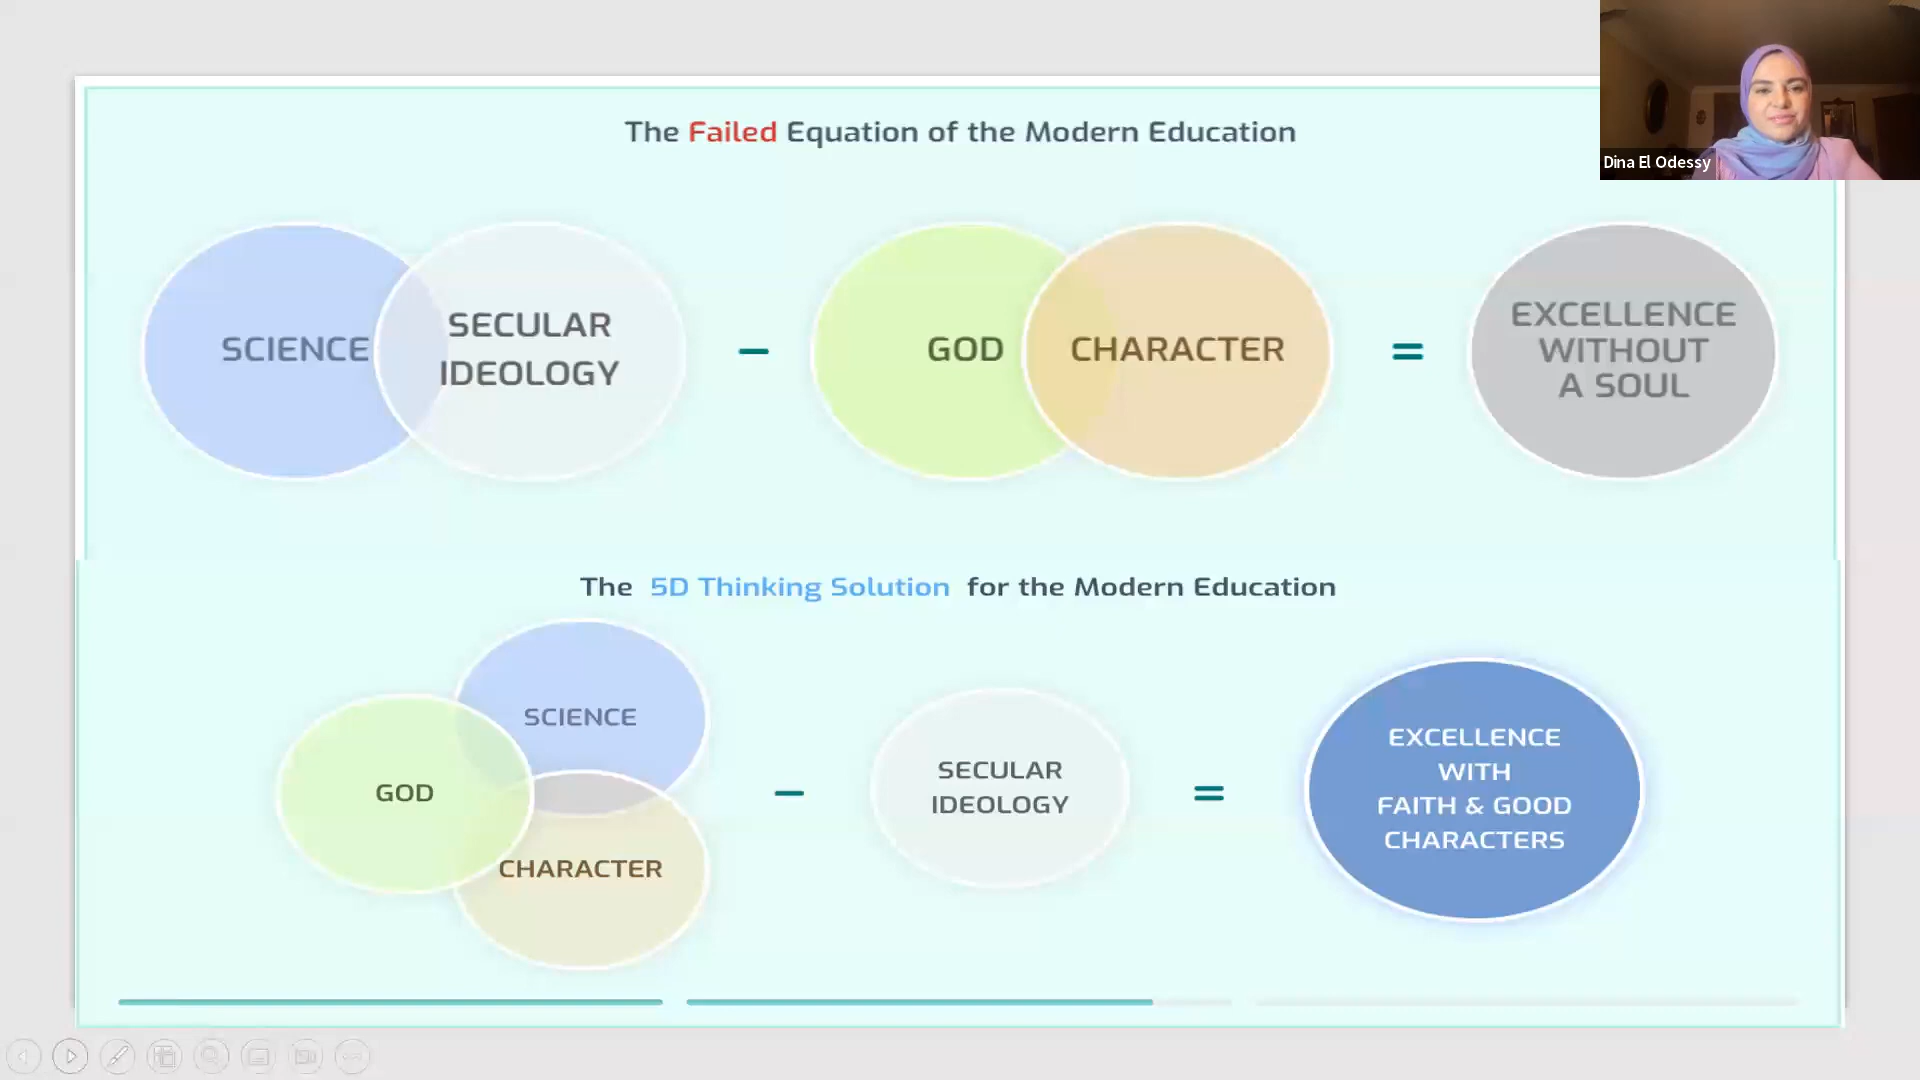 The Failed Equation of the Modern Education
Dina El Odessy
SCIENCE
SECULAR
IDEOLOGY
–
GOD
CHARACTER
=
EXCELLENCE
WITHOUT
A SOUL
The 5D Thinking Solution for the Modern Education
GOD
SCIENCE
CHARACTER
–
SECULAR
IDEOLOGY
=
EXCELLENCE
WITH
FAITH & GOOD
CHARACTERS